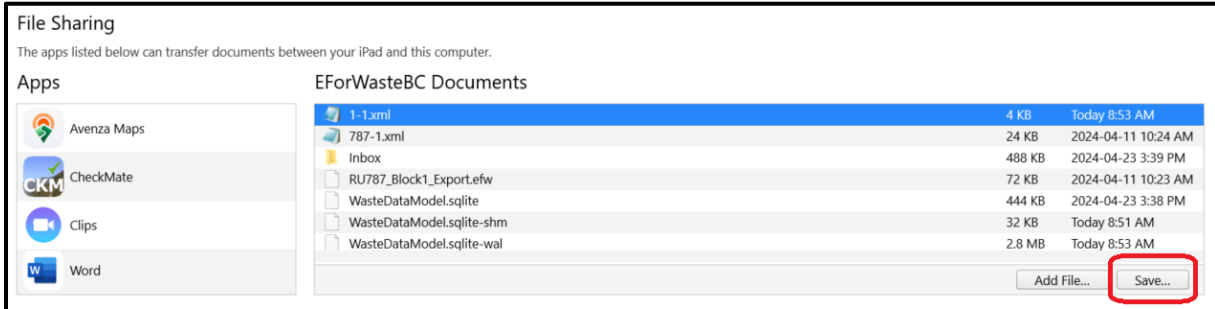 File Sharing
The apps listed below can transfer documents between your iPad and this computer.
Apps
Avenza Maps
CKM CheckMate
Clips
W Word
EForWasteBC Documents
1-1.xml 4 KB Today 8:53 AM
787-1.xml 24 KB 2024-04-11 10:24 AM
Inbox 488 KB 2024-04-23 3:39 PM
RU787_Block1_Export.efw 72 KB 2024-04-11 10:23 AM
WasteDataModel.sqlite 444 KB 2024-04-23 3:38 PM
WasteDataModel.sqlite-shm 32 KB Today 8:51 AM
WasteDataModel.sqlite-wal 2.8 MB Today 8:53 AM
Add File... Save...